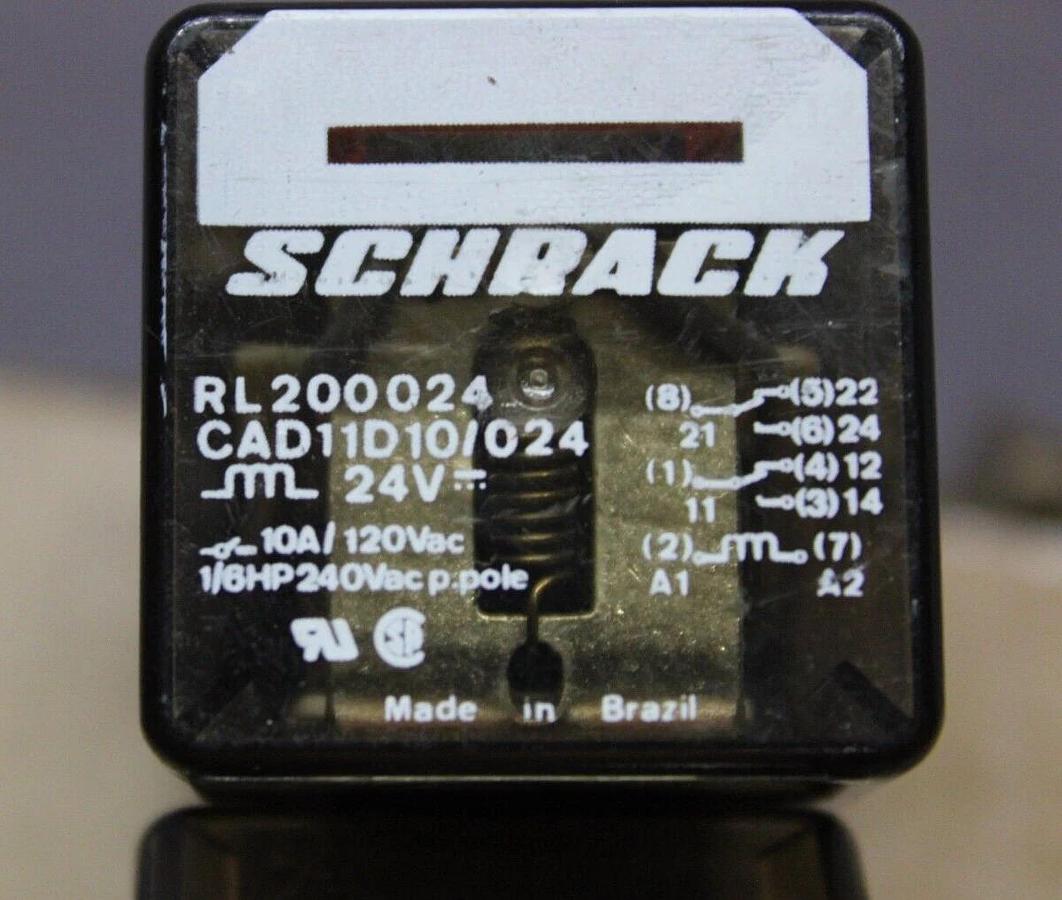 SCHRACK
RL200024
CAD11D10/024
24V
10A/120Vac
1/6HP240Vac p.pole
(8) (5)22
21 (6)24
(1) (4)12
11 (3)14
(2) (7)
A1 A2
Made in Brazil